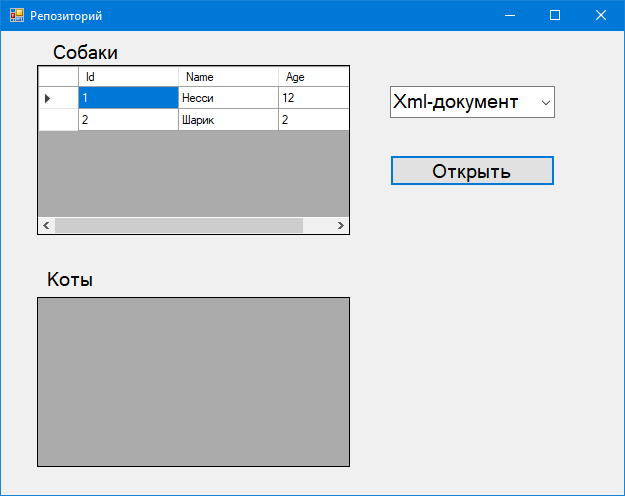 Репозиторий
Собаки
Id Name Age
1 Несси 12
2 Шарик 2
Xml-документ
Открыть
Коты